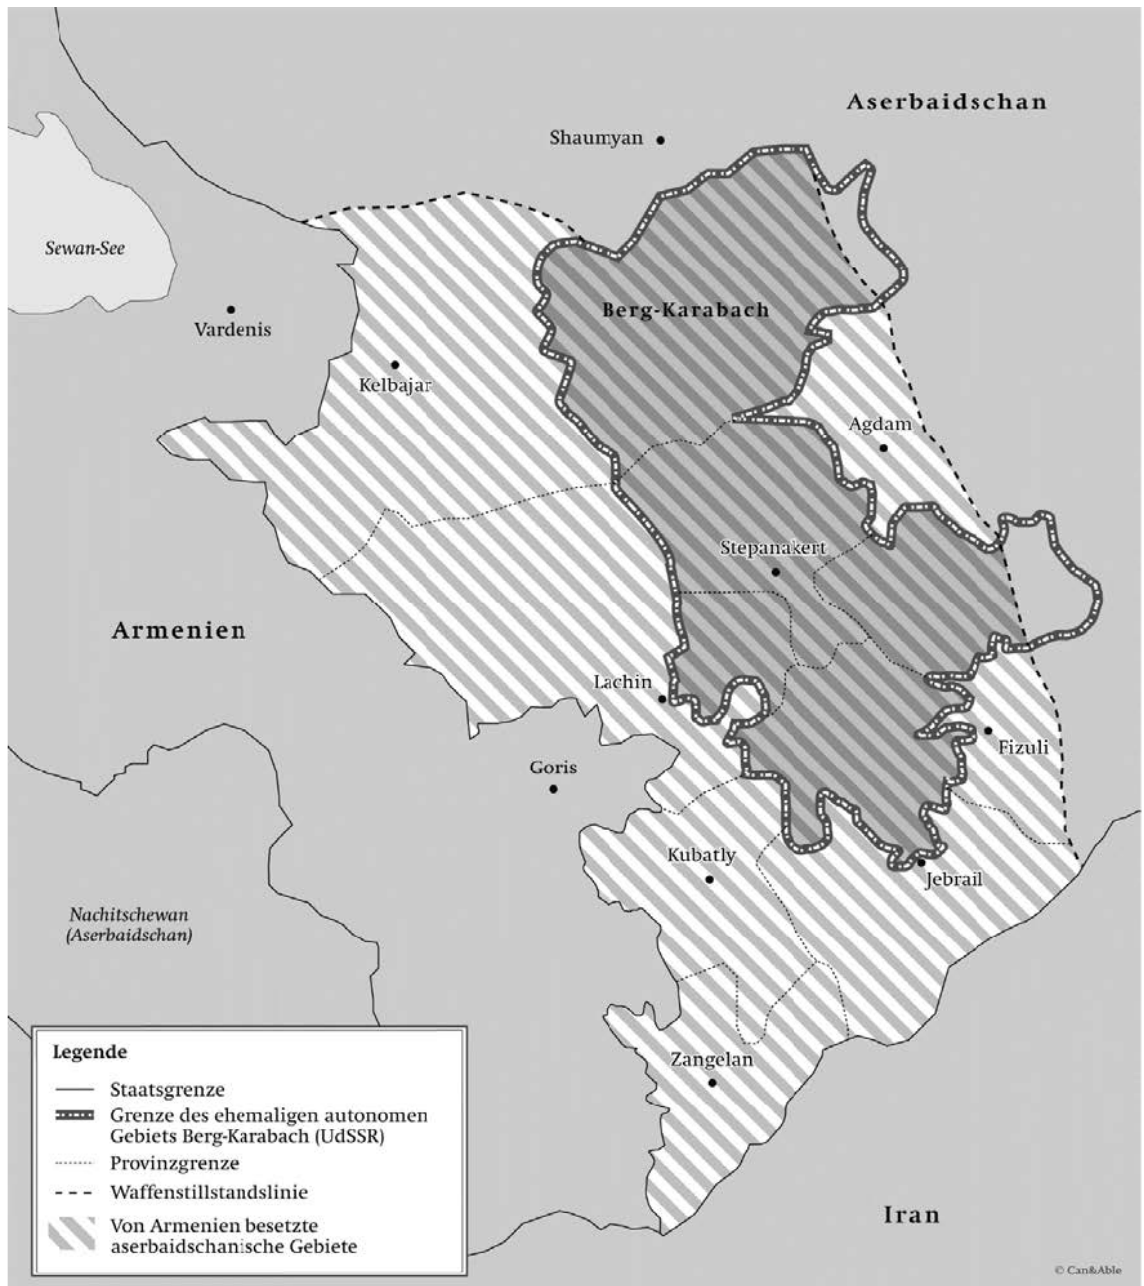 Aserbaidschan
Shaumyan
Sewan-See
Vardenis
Berg-Karabach
Kelbajar
Agdam
Stepanakert
Armenien
Lachin
Fizuli
Goris
Kubatly
Jebrail
Nachitschewan
(Aserbaidschan)
Zangelan
Iran
Legende
Staatsgrenze
Grenze des ehemaligen autonomen
Gebiets Berg-Karabach (UdSSR)
Provinzgrenze
Waffenstillstandslinie
Von Armenien besetzte
aserbaidschanische Gebiete
© Can&Able